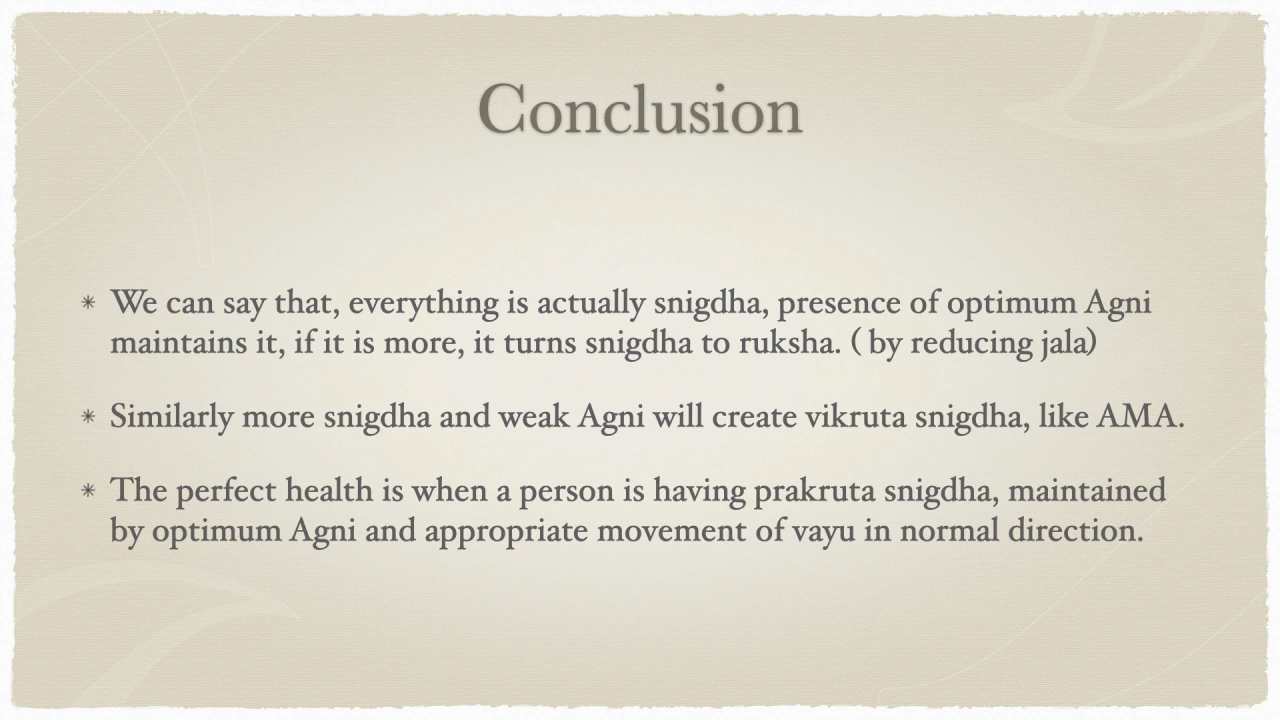 Conclusion
* We can say that, everything is actually snigdha, presence of optimum Agni
maintains it, if it is more, it turns snigdha to ruksha. ( by reducing jala)
* Similarly more snigdha and weak Agni will create vikruta snigdha, like AMA.
* The perfect health is when a person is having prakruta snigdha, maintained
by optimum Agni and appropriate movement of vayu in normal direction.